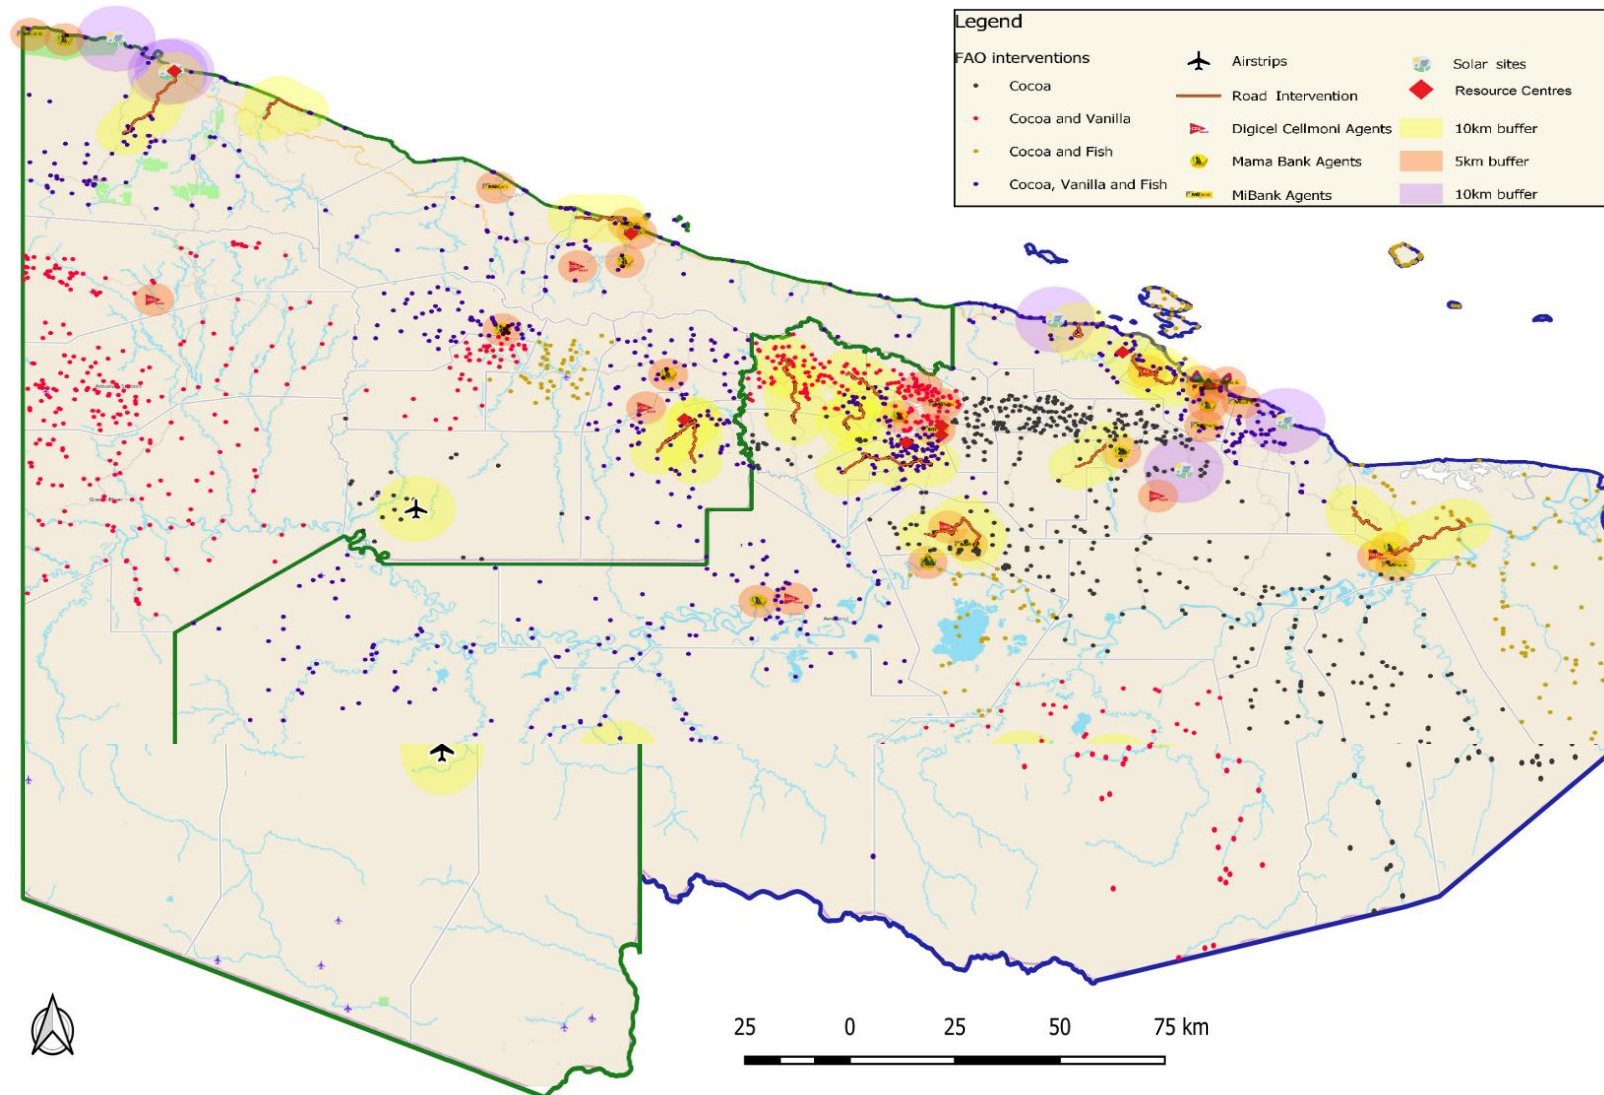 Legend
FAO interventions
Cocoa
Cocoa and Vanilla
Cocoa and Fish
Cocoa, Vanilla and Fish
Airstrips
Road Intervention
Digicel Cellmoni Agents
Mama Bank Agents
MiBank Agents
Solar sites
Resource Centres
10km buffer
5km buffer
10km buffer
25 0 25 50 75 km